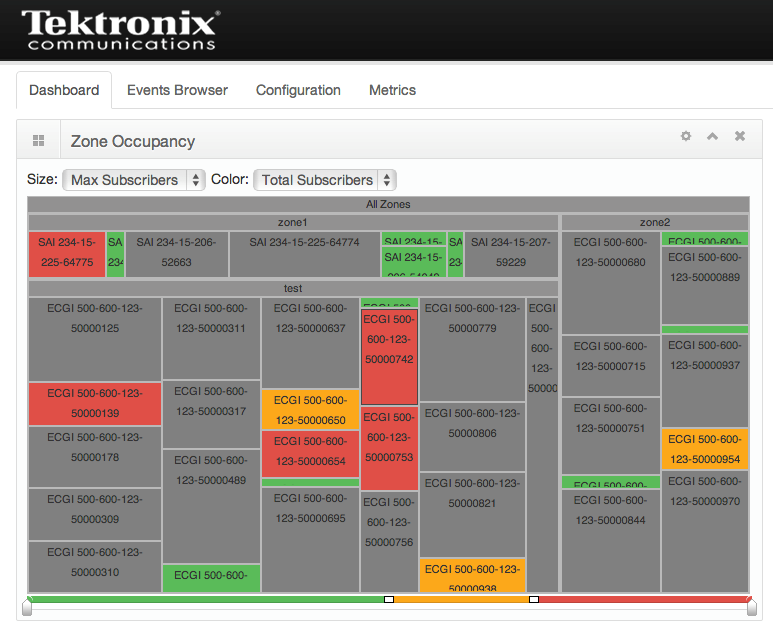 Tektronix®
communications
Dashboard
Events Browser
Configuration
Metrics
Zone Occupancy
Size: Max Subscribers Color: Total Subscribers
All Zones
zone1
zone2
SAI 234-15-
225-64775
SA
234
SAI 234-15-206-
52663
SAI 234-15-225-64774
SAI 234-15-
SAI 234-15-
SA
23
SAI 234-15-207-
59229
test
ECGI 500-600-123-
50000125
ECGI 500-600-123-
50000139
ECGI 500-600-123-
50000178
ECGI 500-600-123-
50000309
ECGI 500-600-123-
50000310
ECGI 500-600-
123-50000311
ECGI 500-600-
123-50000317
ECGI 500-600-
123-50000489
ECGI 500-600-
ECGI 500-600-
123-50000637
ECGI 500-600-
123-50000650
ECGI 500-600-
123-50000654
ECGI 500-600-
123-50000695
ECGI 500-
600-123-
50000742
ECGI 500-
600-123-
50000753
ECGI 500-
600-123-
50000756
ECGI 500-600-123-
50000779
ECGI 500-600-123-
50000806
ECGI 500-600-123-
50000821
ECGI 500-600-123-
50000938
ECGI
500-
600-
123-
50000
ECGI 500-600-
123-50000680
ECGI 500-600-
123-50000715
ECGI 500-600-
123-50000751
ECGI 500-600-
ECGI 500-600-
123-50000844
ECGI 500-600-
ECGI 500-600-
123-50000889
ECGI 500-600-
123-50000937
ECGI 500-600-
123-50000954
ECGI 500-600-
123-50000970